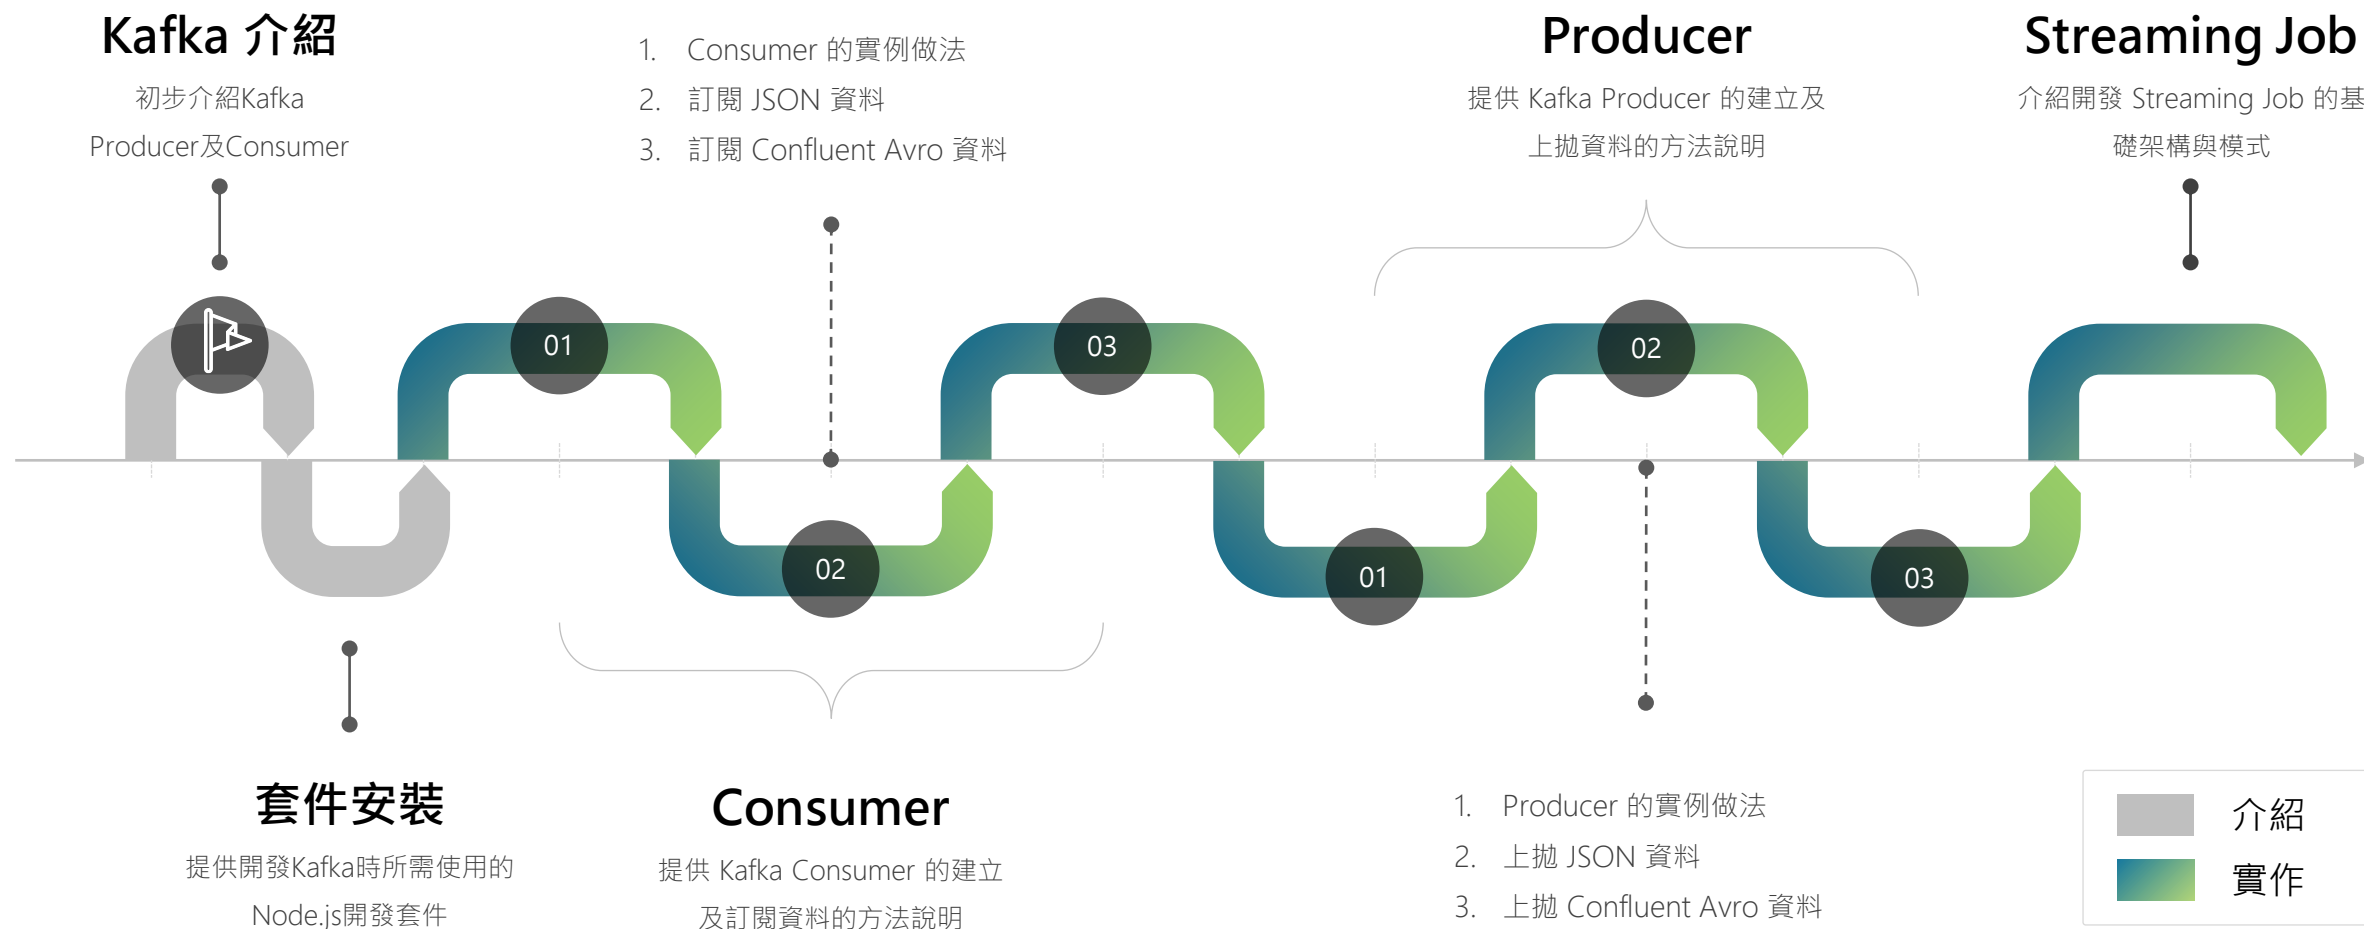 Kafka 介紹
初步介紹Kafka
Producer及Consumer
1. Consumer 的實例做法
2. 訂閱 JSON 資料
3. 訂閱 Confluent Avro 資料
Producer
提供 Kafka Producer 的建立及
上拋資料的方法說明
Streaming Job
介紹開發 Streaming Job 的基
礎架構與模式
01
03
02
02
01
03
套件安裝
提供開發Kafka時所需使用的
Node.js開發套件
Consumer
提供 Kafka Consumer 的建立
及訂閱資料的方法說明
1. Producer 的實例做法
2. 上拋 JSON 資料
3. 上拋 Confluent Avro 資料
介紹
實作